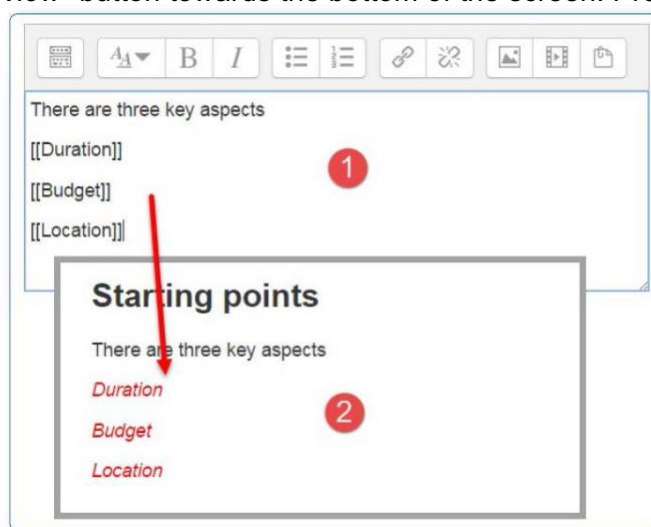 There are three key aspects
[[Duration]]
[[Budget]]
[[Location]]
1
Starting points
There are three key aspects
Duration
Budget
Location
2